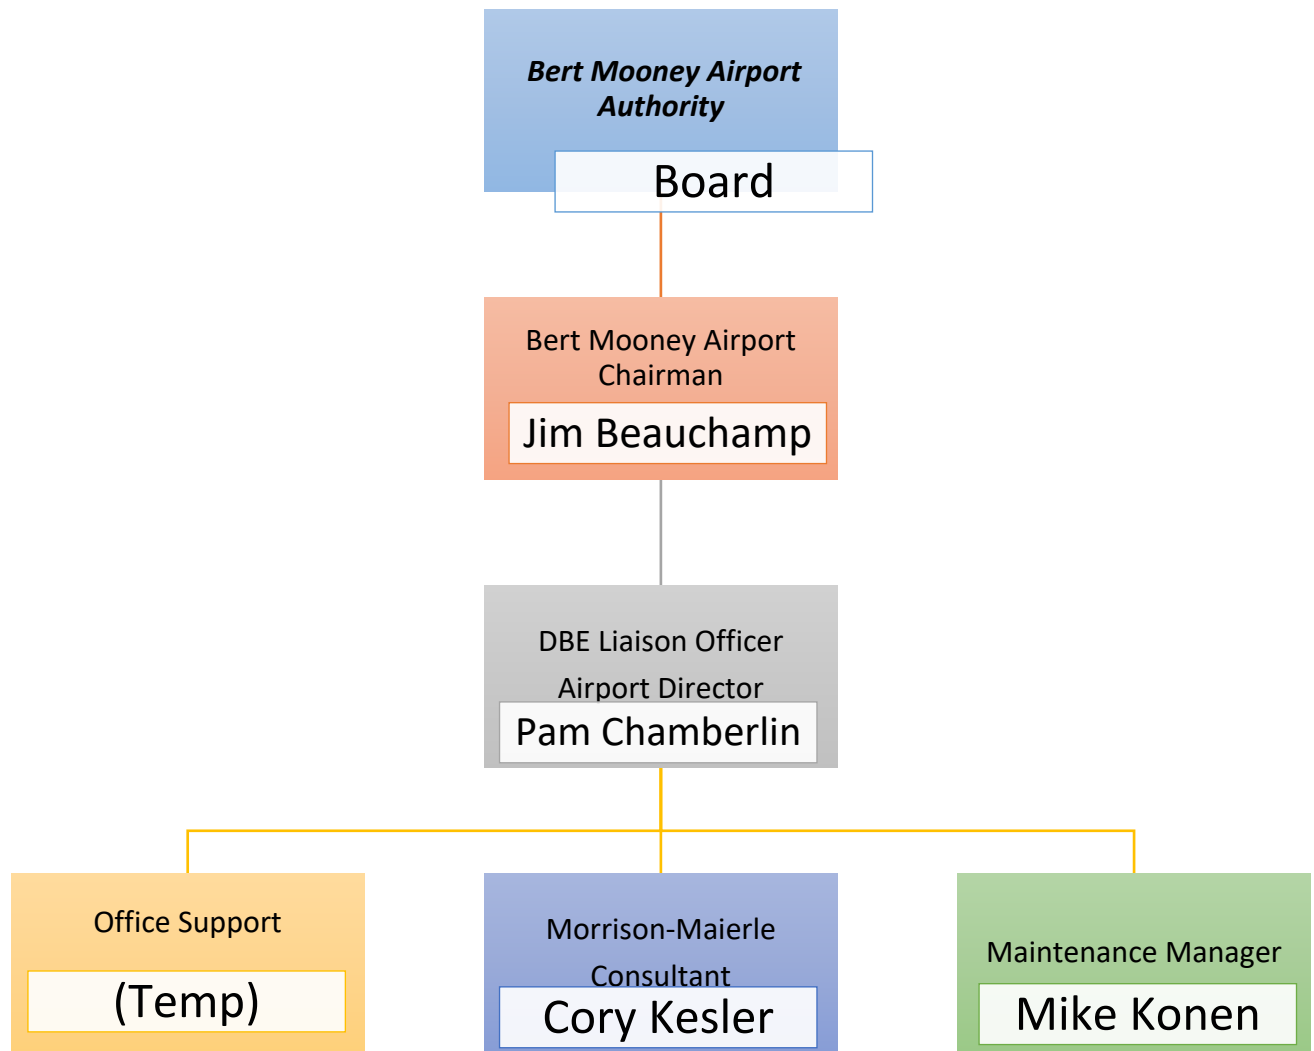 Bert Mooney Airport
Authority
Board
Bert Mooney Airport
Chairman
Jim Beauchamp
DBE Liaison Officer
Airport Director
Pam Chamberlin
Office Support
(Temp)
Morrison-Maierle
Consultant
Cory Kesler
Maintenance Manager
Mike Konen